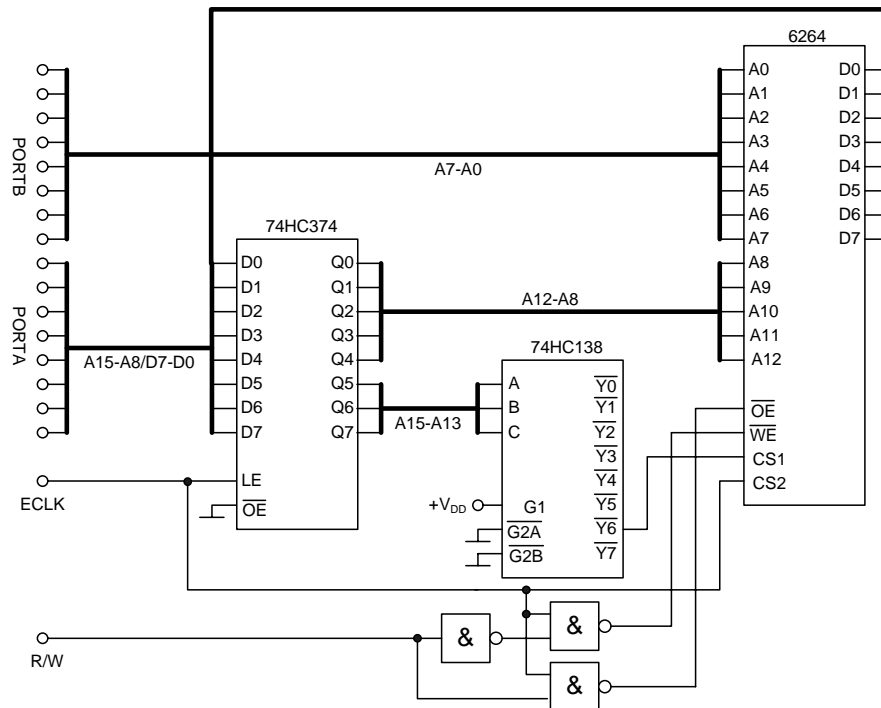 6264
A0
A1
A2
A3
A4
A5
A6
A7
A8
A9
A10
A11
A12
OE
WE
CS1
CS2
D0
D1
D2
D3
D4
D5
D6
D7
PORTB
A7-A0
74HC374
D0
D1
D2
D3
D4
D5
D6
D7
LE
OE
Q0
Q1
Q2
Q3
Q4
Q5
Q6
Q7
PORTA
A15-A8/D7-D0
A12-A8
A15-A13
74HC138
A
B
C
G1
G2A
G2B
Y0
Y1
Y2
Y3
Y4
Y5
Y6
Y7
+VDD
ECLK
R/W
&
&
&